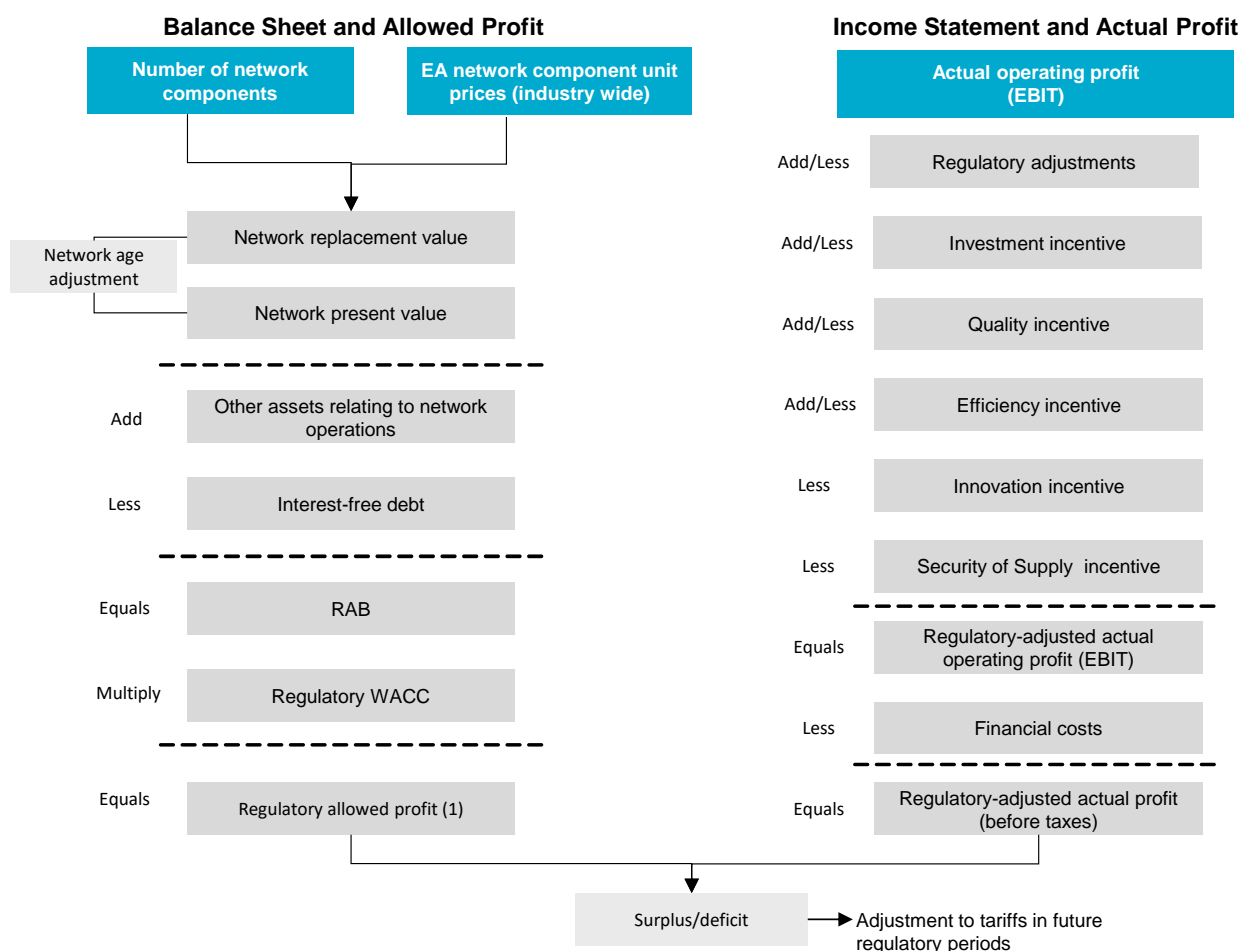 Balance Sheet and Allowed Profit
Number of network
components
EA network component unit
prices (industry wide)
Network replacement value
Network age
adjustment
Network present value
Add
Other assets relating to network
operations
Less
Interest-free debt
Equals
RAB
Multiply
Regulatory WACC
Equals
Regulatory allowed profit (1)
Income Statement and Actual Profit
Actual operating profit
(EBIT)
Add/Less
Regulatory adjustments
Add/Less
Investment incentive
Add/Less
Quality incentive
Add/Less
Efficiency incentive
Less
Innovation incentive
Less
Security of Supply incentive
Equals
Regulatory-adjusted actual
operating profit (EBIT)
Less
Financial costs
Equals
Regulatory-adjusted actual profit
(before taxes)
Surplus/deficit
Adjustment to tariffs in future
regulatory periods